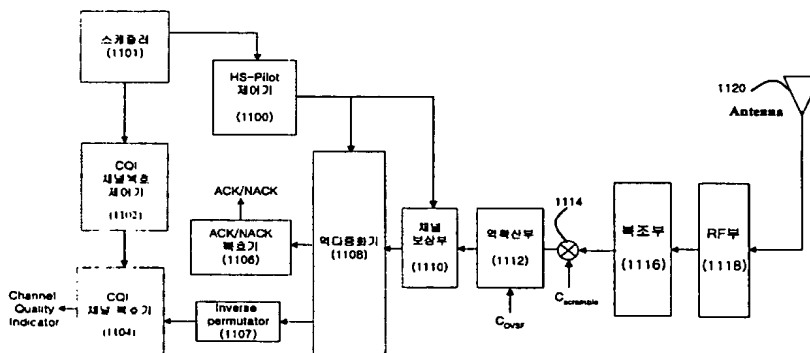 스케쥴러
(1101)
HS-Pilot
제어기
(1100)
1120
Antenna
CQI
채널복호
제어기
(1102)
ACK/NACK
ACK/NACK
복호기
(1106)
역다중화기
(1108)
채널
보상부
(1110)
역확산부
(1112)
1114
복조부
(1116)
RF부
(1118)
Channel
Quality
Indicator
CQI
채널 복호기
(1104)
Inverse
permutator
(1107)
COVSF
Cscramble